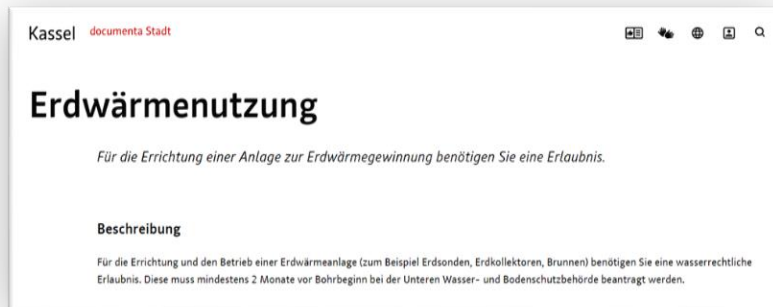 Kassel documenta Stadt
Erdwärmenutzung
Für die Errichtung einer Anlage zur Erdwärmegewinnung benötigen Sie eine Erlaubnis.
Beschreibung
Für die Errichtung und den Betrieb einer Erdwärmeanlage (zum Beispiel Erdsonden, Erdkollektoren, Brunnen) benötigen Sie eine wasserrechtliche
Erlaubnis. Diese muss mindestens 2 Monate vor Bohrbeginn bei der Unteren Wasser- und Bodenschutzbehörde beantragt werden.